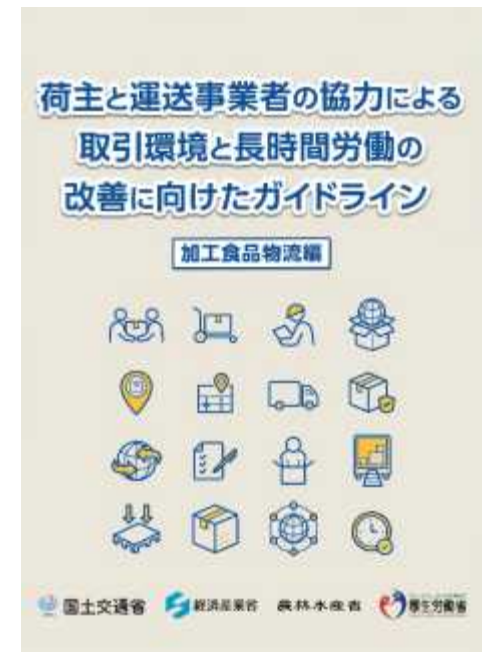 荷主と運送事業者の協力による
取引環境と長時間労働の
改善に向けたガイドライン
加工食品物流編
国土交通省 経済産業省 農林水産省 厚生労働省